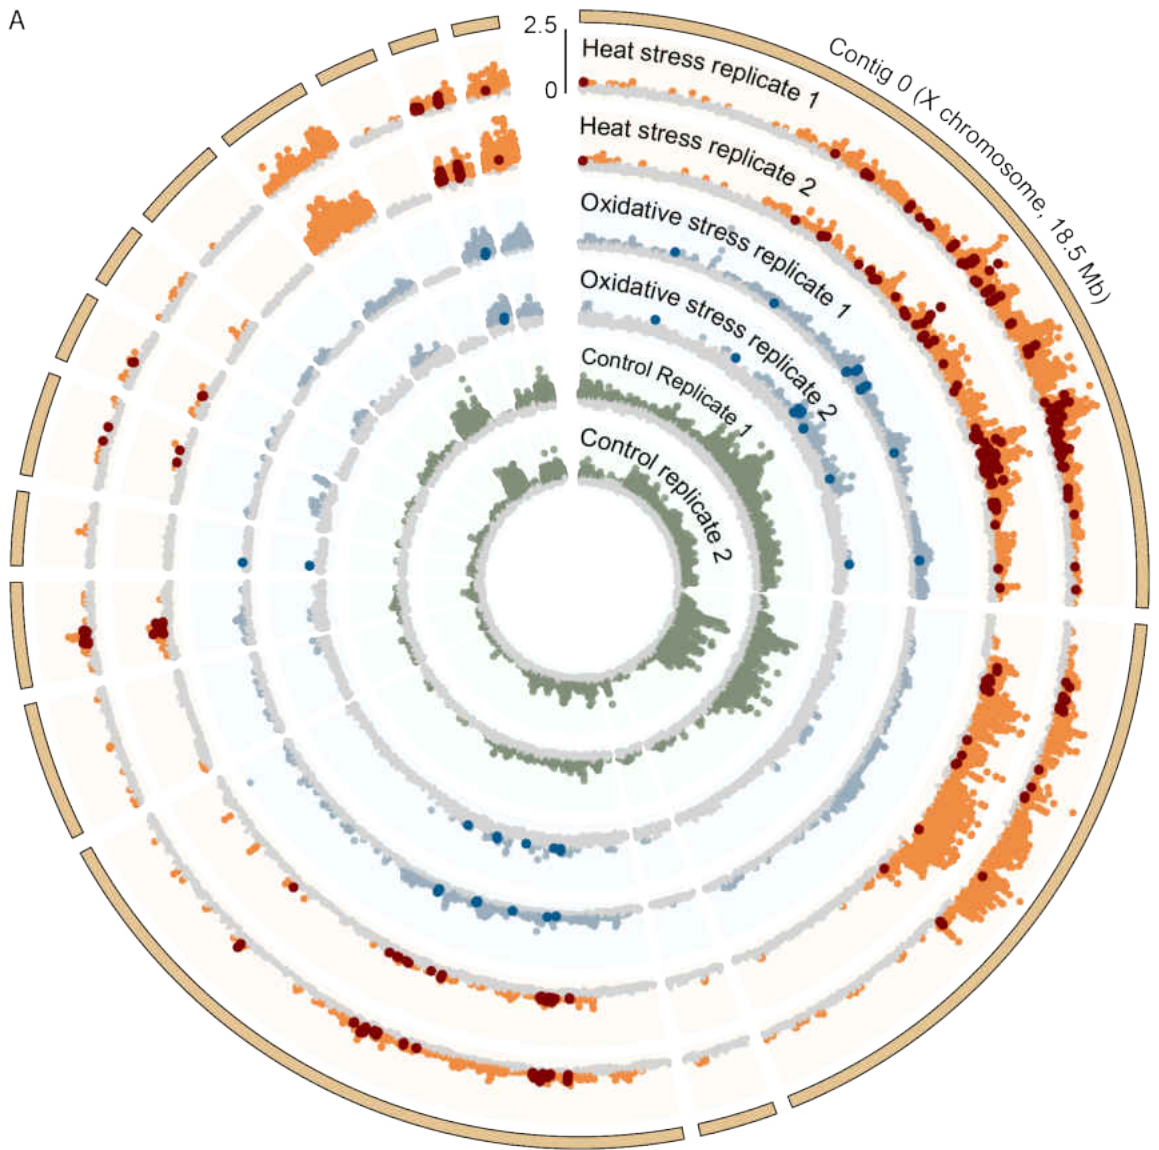 A
2.5
0
Heat stress replicate 1
Heat stress replicate 2
Oxidative stress replicate 1
Oxidative stress replicate 2
Control Replicate 1
Control replicate 2
Contig 0 (X chromosome, 18.5 Mb)